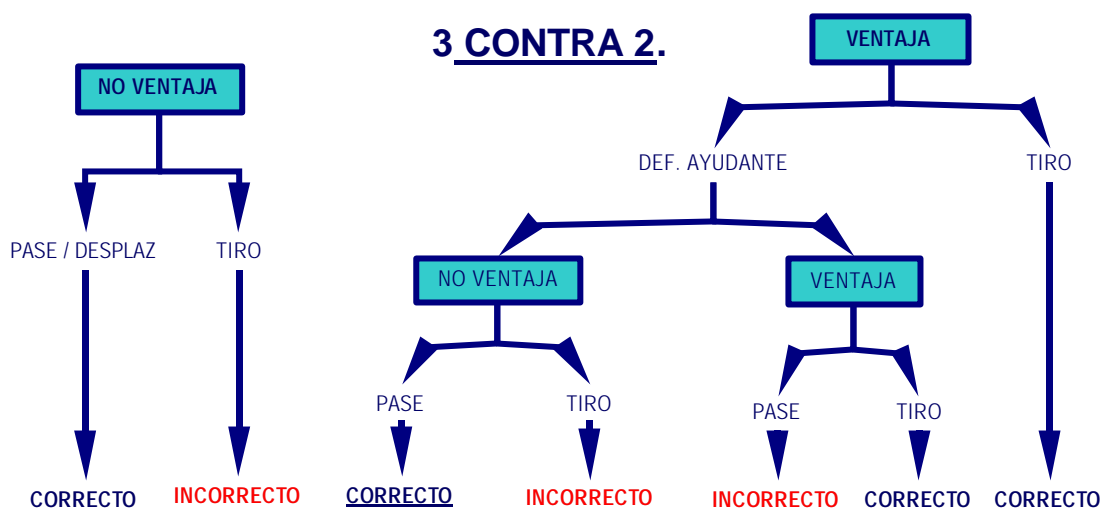 3 CONTRA 2.
VENTAJA
NO VENTAJA
DEF. AYUDANTE
TIRO
PASE / DESPLAZ
TIRO
NO VENTAJA
VENTAJA
PASE
TIRO
PASE
TIRO
CORRECTO
INCORRECTO
CORRECTO
INCORRECTO
INCORRECTO
CORRECTO
CORRECTO